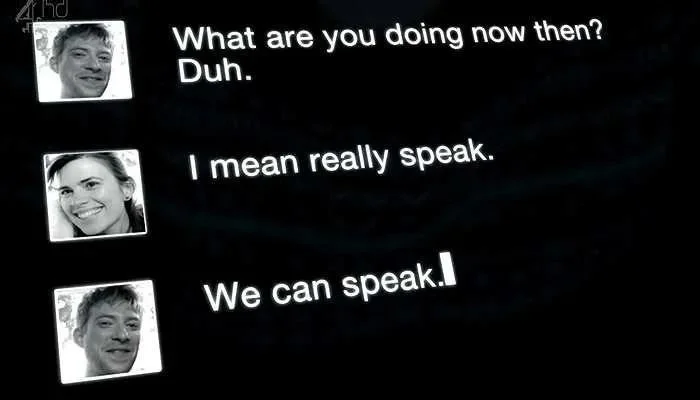 4hd
What are you doing now then?
Duh.
I mean really speak.
We can speak.